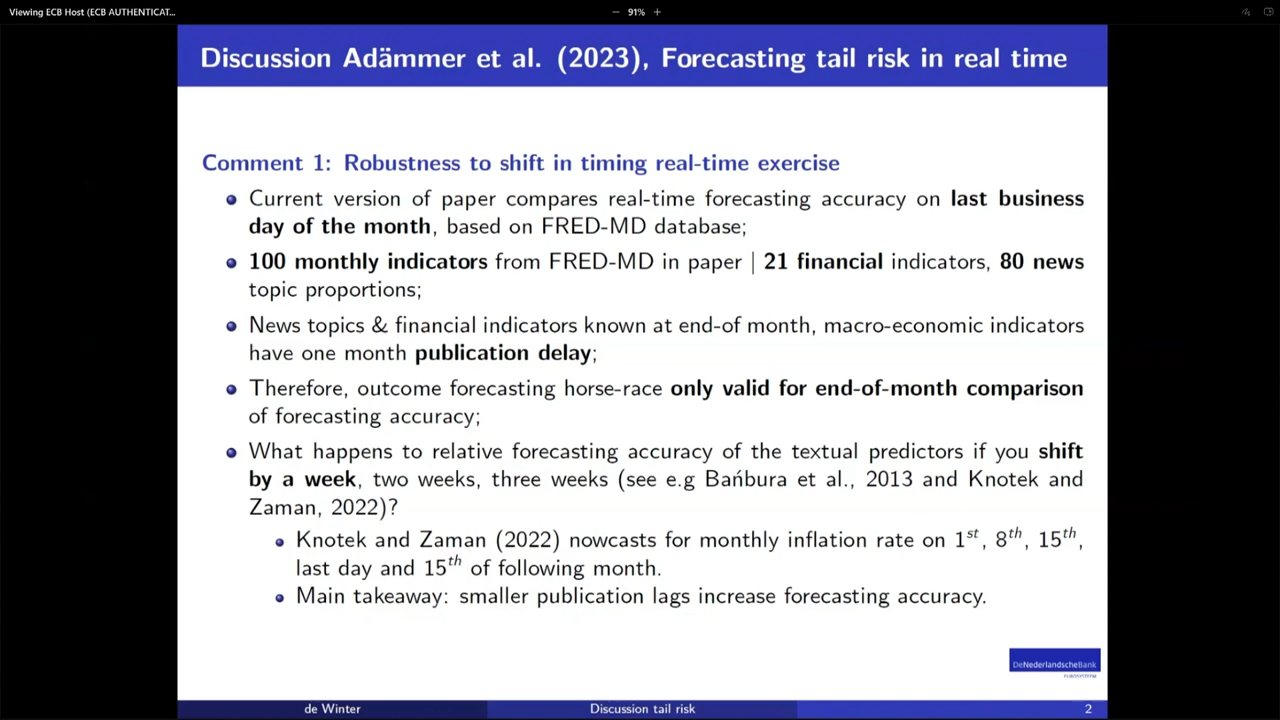 Viewing ECB Host (ECB AUTHENTICAT...
− 91% +
Discussion Adämmer et al. (2023), Forecasting tail risk in real time
Comment 1: Robustness to shift in timing real-time exercise
Current version of paper compares real-time forecasting accuracy on last business
day of the month, based on FRED-MD database;
100 monthly indicators from FRED-MD in paper | 21 financial indicators, 80 news
topic proportions;
News topics & financial indicators known at end-of month, macro-economic indicators
have one month publication delay;
Therefore, outcome forecasting horse-race only valid for end-of-month comparison
of forecasting accuracy;
What happens to relative forecasting accuracy of the textual predictors if you shift
by a week, two weeks, three weeks (see e.g Bańbura et al., 2013 and Knotek and
Zaman, 2022)?
Knotek and Zaman (2022) nowcasts for monthly inflation rate on 1st, 8th, 15th,
last day and 15th of following month.
Main takeaway: smaller publication lags increase forecasting accuracy.
DeNederlandscheBank
EUROSYSTEEM
de Winter Discussion tail risk 2